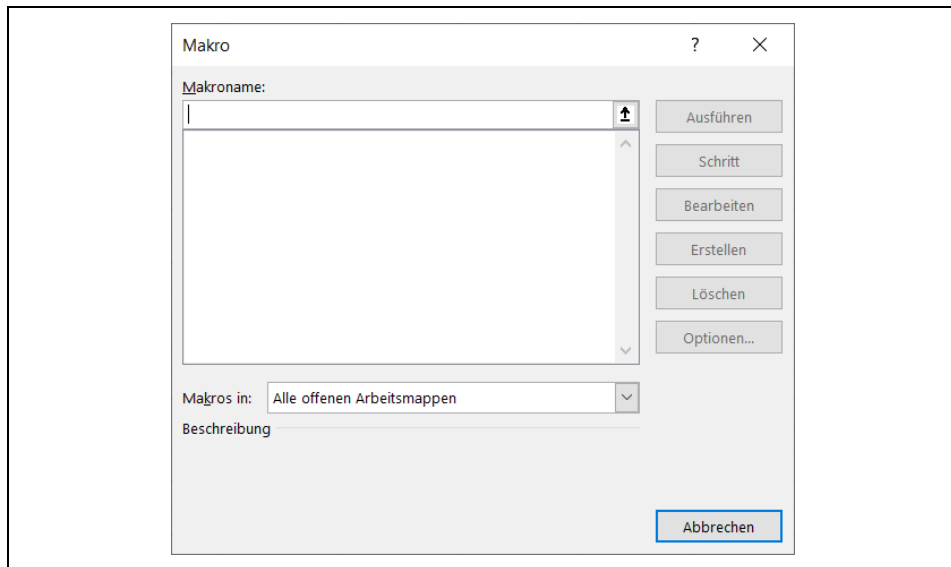 Makro ?
Makroname:
Ausführen
Schritt
Bearbeiten
Erstellen
Löschen
Optionen...
Makros in: Alle offenen Arbeitsmappen
Beschreibung
Abbrechen